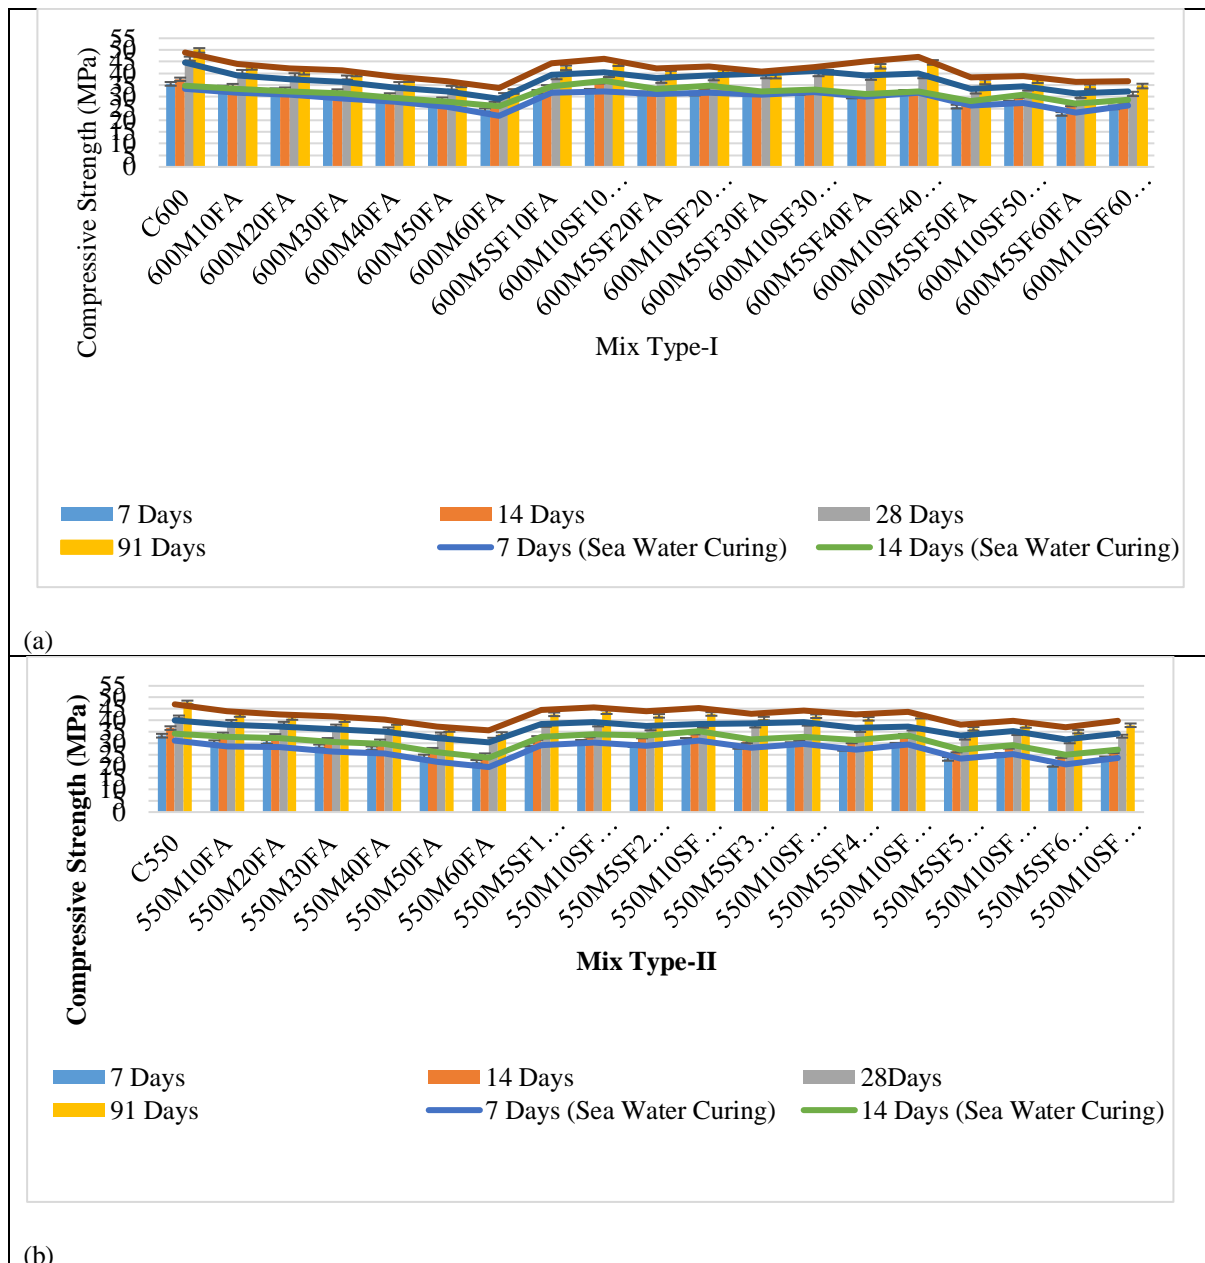 Compressive Strength (MPa)
55
50
45
40
35
30
25
20
15
10
5
0
C600
600M10FA
600M20FA
600M30FA
600M40FA
600M50FA
600M60FA
600M5SF10FA
600M10SF10…
600M5SF20FA
600M10SF20…
600M5SF30FA
600M10SF30…
600M5SF40FA
600M10SF40…
600M5SF50FA
600M10SF50…
600M5SF60FA
600M10SF60…
Mix Type-I
7 Days 14 Days 28 Days
91 Days 7 Days (Sea Water Curing) 14 Days (Sea Water Curing)
(a)
Compressive Strength (MPa)
55
50
45
40
35
30
25
20
15
10
5
0
C550
550M10FA
550M20FA
550M30FA
550M40FA
550M50FA
550M60FA
550M5SF1…
550M10SF…
550M5SF2…
550M10SF…
550M5SF3…
550M10SF…
550M5SF4…
550M10SF…
550M5SF5…
550M10SF…
550M5SF6…
550M10SF…
Mix Type-II
7 Days 14 Days 28Days
91 Days 7 Days (Sea Water Curing) 14 Days (Sea Water Curing)
(b)